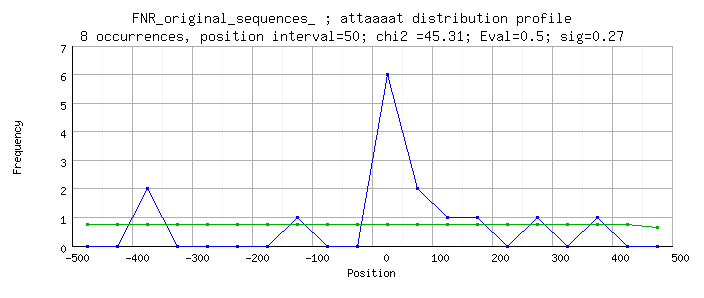 FNR_original_sequences_ ; attaaaat distribution profile
8 occurrences, position interval=50; chi2 =45.31; Eval=0.5; sig=0.27
7
6
5
4
3
2
1
0
Frequency
-500 -400 -300 -200 -100 0 100 200 300 400 500
Position